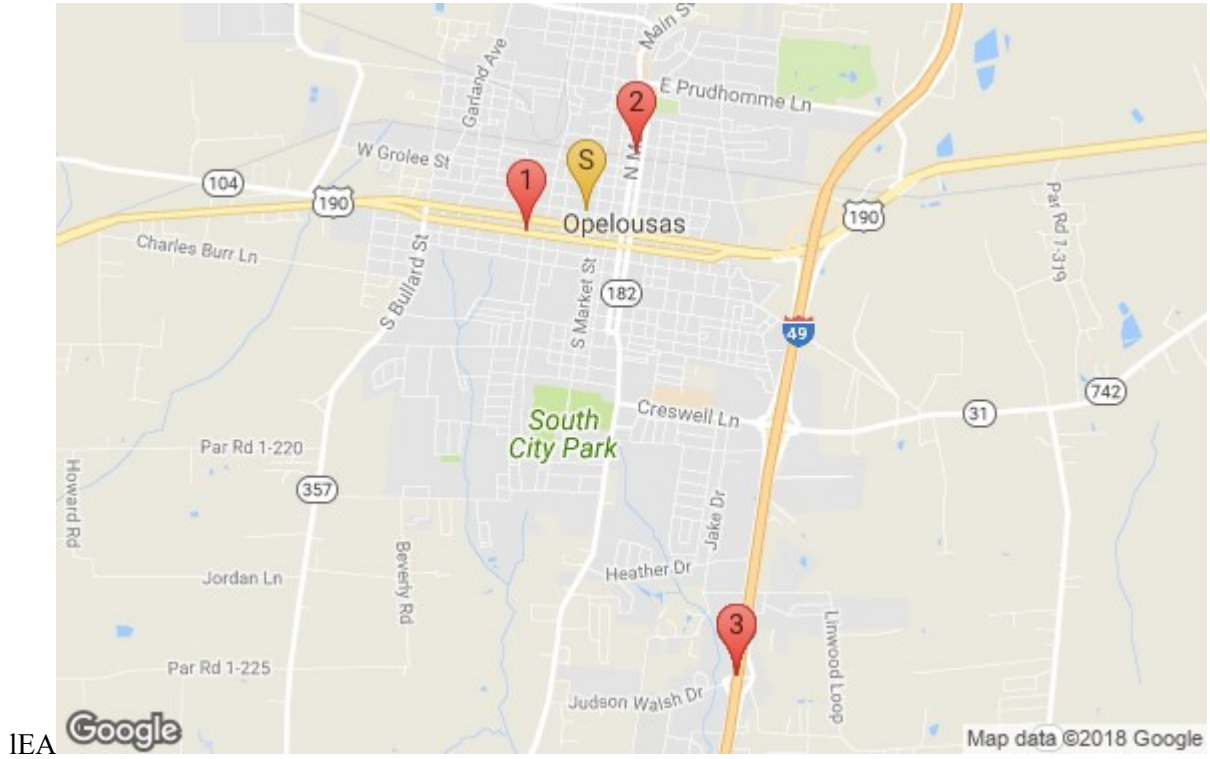 Main St
Garland Ave
2
E Prudhomme Ln
W Grolee St
S
1
N M
104
190
190
Par Rd 1-319
Opelousas
Charles Burr Ln
S Bullard St
S Market St
182
49
742
Creswell Ln
31
South
City Park
Par Rd 1-220
Howard Rd
357
Jake Dr
Beverly Rd
Heather Dr
Jordan Ln
3
Linwood Loop
Par Rd 1-225
Judson Walsh Dr
lEA
Google
Map data ©2018 Google